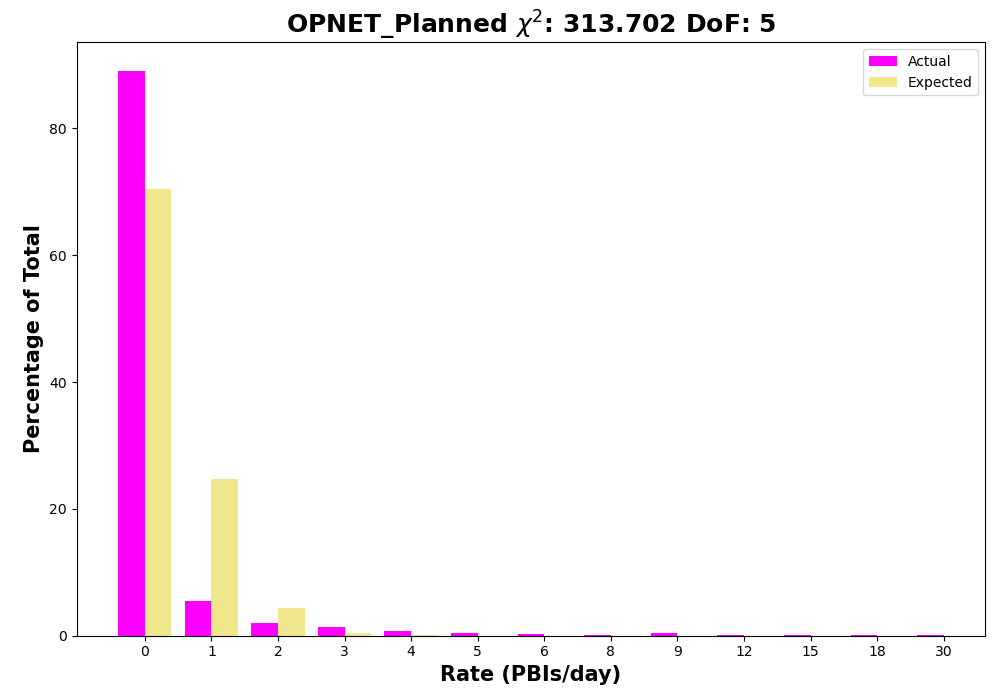 OPNET_Planned χ²: 313.702 DoF: 5
Actual
Expected
80
60
40
20
0
Percentage of Total
0 1 2 3 4 5 6 8 9 12 15 18 30
Rate (PBIs/day)